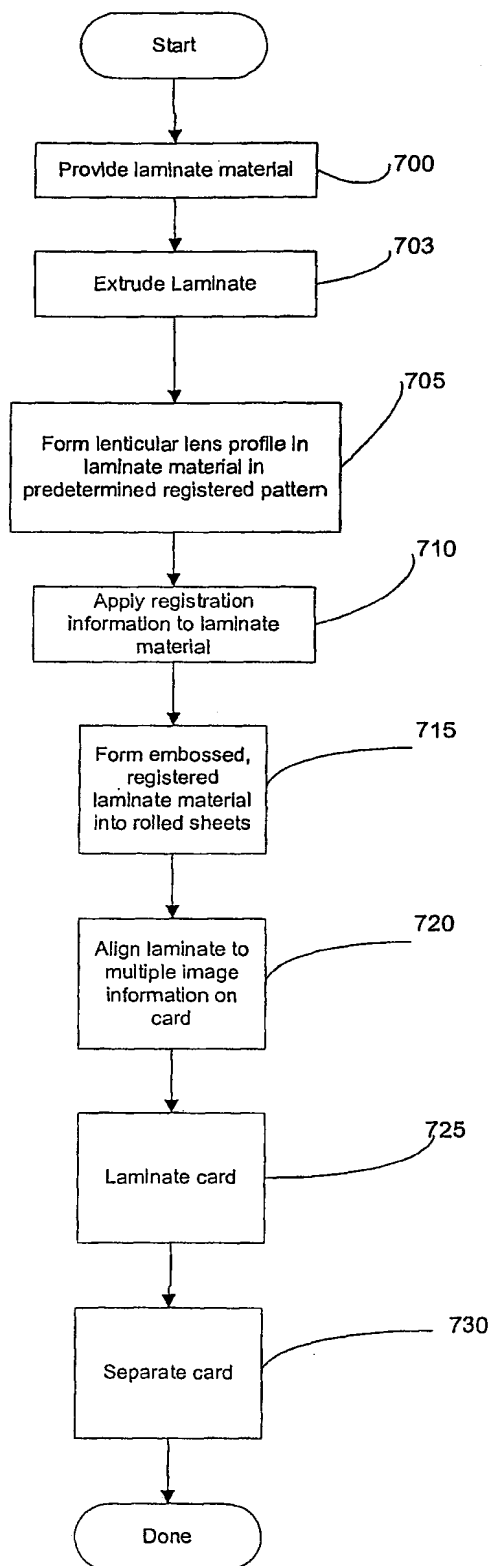 Start
Provide laminate material
700
Extrude Laminate
703
Form lenticular lens profile in
laminate material in
predetermined registered pattern
705
Apply registration
information to laminate
material
710
Form embossed,
registered
laminate material
into rolled sheets
715
Align laminate to
multiple image
information on
card
720
Laminate card
725
Separate card
730
Done